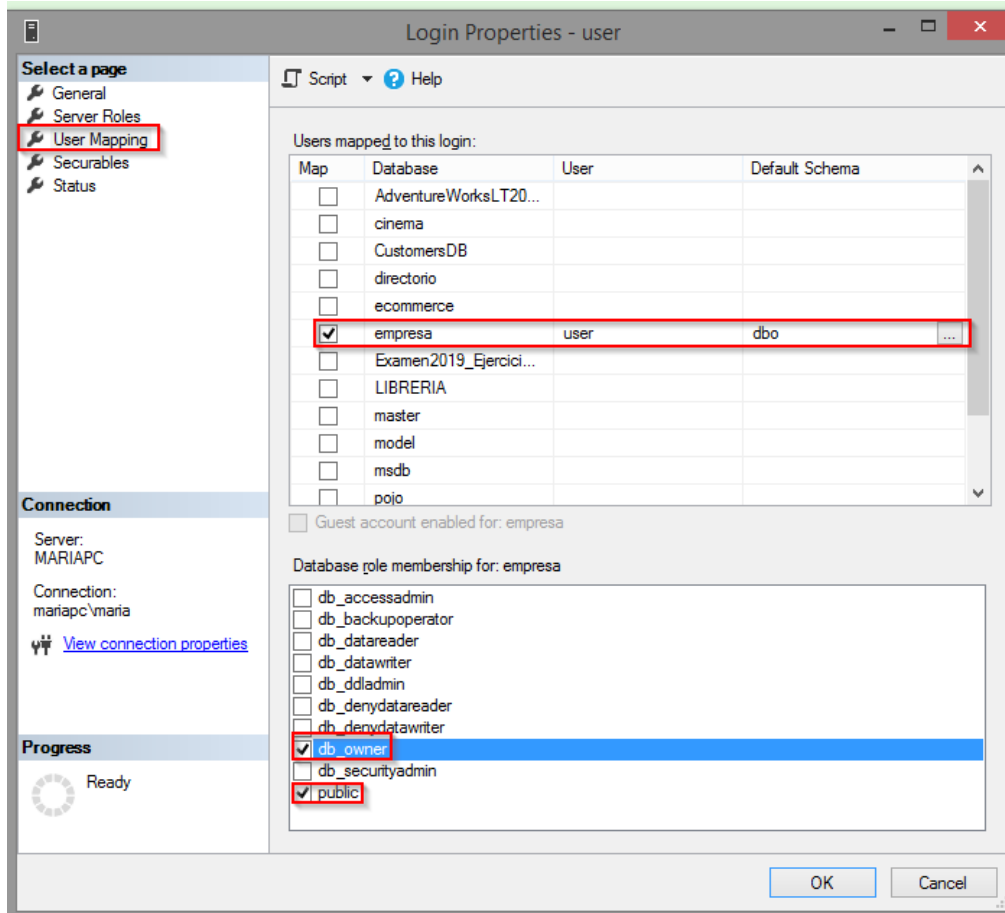 Login Properties - user
Select a page
General
Server Roles
User Mapping
Securables
Status
Script
Help
Users mapped to this login:
Map Database User Default Schema
AdventureWorksLT20...
cinema
CustomersDB
directorio
ecommerce
empresa user dbo ...
Examen2019_Ejercici...
LIBRERIA
master
model
msdb
pojo
Guest account enabled for: empresa
Database role membership for: empresa
db_accessadmin
db_backupoperator
db_datareader
db_datawriter
db_ddladmin
db_denydatareader
db_denydatawriter
db_owner
db_securityadmin
public
Connection
Server:
MARIAPC
Connection:
mariapc\maria
View connection properties
Progress
Ready
OK Cancel